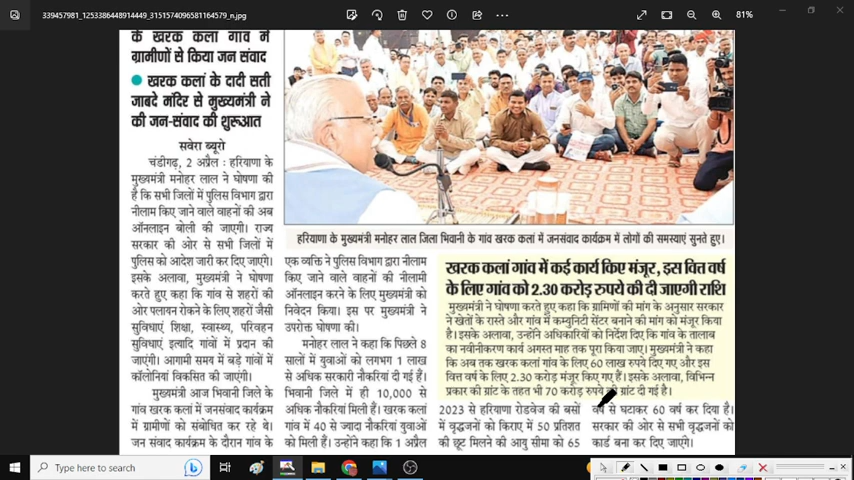 339457981_1253386448914449_3151574096581164579_n.jpg
81%
के खरक कलां गांव में
ग्रामीणों से किया जन संवाद
खरक कलां के दादी सती
जाबदे मंदिर से मुख्यमंत्री ने
की जन-संवाद की शुरूआत
सवेरा ब्यूरो
चंडीगढ़, 2 अप्रैल : हरियाणा के
मुख्यमंत्री मनोहर लाल ने घोषणा की
है कि सभी जिलों में पुलिस विभाग द्वारा
नीलाम किए जाने वाले वाहनों की अब
ऑनलाइन बोली की जाएगी। राज्य
सरकार की ओर से सभी जिलों में
पुलिस को आदेश जारी कर दिए जाएंगे।
इसके अलावा, मुख्यमंत्री ने घोषणा
करते हुए कहा कि गांव से शहरों की
ओर पलायन रोकने के लिए शहरों जैसी
सुविधाएं शिक्षा, स्वास्थ्य, परिवहन
सुविधाएं इत्यादि गांवों में प्रदान की
जाएंगी। आगामी समय में बड़े गांवों में
कॉलोनियां विकसित की जाएंगी।
मुख्यमंत्री आज भिवानी जिले के
गांव खरक कलां में जनसंवाद कार्यक्रम
में ग्रामीणों को संबोधित कर रहे थे।
जन संवाद कार्यक्रम के दौरान गांव के
हरियाणा के मुख्यमंत्री मनोहर लाल जिला भिवानी के गांव खरक कलां में जनसंवाद कार्यक्रम में लोगों की समस्याएं सुनते हुए।
एक व्यक्ति ने पुलिस विभाग द्वारा नीलाम
किए जाने वाले वाहनों की नीलामी
ऑनलाइन करने के लिए मुख्यमंत्री को
निवेदन किया। इस पर मुख्यमंत्री ने
उपरोक्त घोषणा की।
मनोहर लाल ने कहा कि पिछले 8
सालों में युवाओं को लगभग 1 लाख
से अधिक सरकारी नौकरियां दी गई हैं।
भिवानी जिले में ही 10,000 से
अधिक नौकरियां मिली हैं। खरक कलां
गांव में 40 से ज्यादा नौकरियां युवाओं
को मिली हैं। उन्होंने कहा कि 1 अप्रैल
खरक कलां गांव में कई कार्य किए मंजूर, इस वित वर्ष
के लिए गांव को 2.30 करोड़ रुपये की दी जाएगी राशि
मुख्यमंत्री ने घोषणा करते हुए कहा कि ग्रामिणों की मांग के अनुसार सरकार
ने खेतों के रास्ते और गांव में कम्युनिटी सेंटर बनाने की मांग को मंजूर किया
है। इसके अलावा, उन्होंने अधिकारियों को निर्देश दिए कि गांव के तालाब
का नवीनीकरण कार्य अगस्त माह तक पूरा किया जाए। मुख्यमंत्री ने कहा
कि अब तक खरक कलां गांव के लिए 60 लाख रुपये दिए गए और इस
वित्त वर्ष के लिए 2.30 करोड़ मंजूर किए गए हैं। इसके अलावा, विभिन्न
प्रकार की ग्रांट के तहत भी 70 करोड़ रुपये की ग्रांट दी गई है।
2023 से हरियाणा रोडवेज की बसों
में वृद्धजनों को किराए में 50 प्रतिशत
की छूट मिलने की आयु सीमा को 65
वर्ष से घटाकर 60 वर्ष कर दिया है।
सरकार की ओर से सभी वृद्धजनों को
कार्ड बना कर दिए जाएंगे।
Type here to search